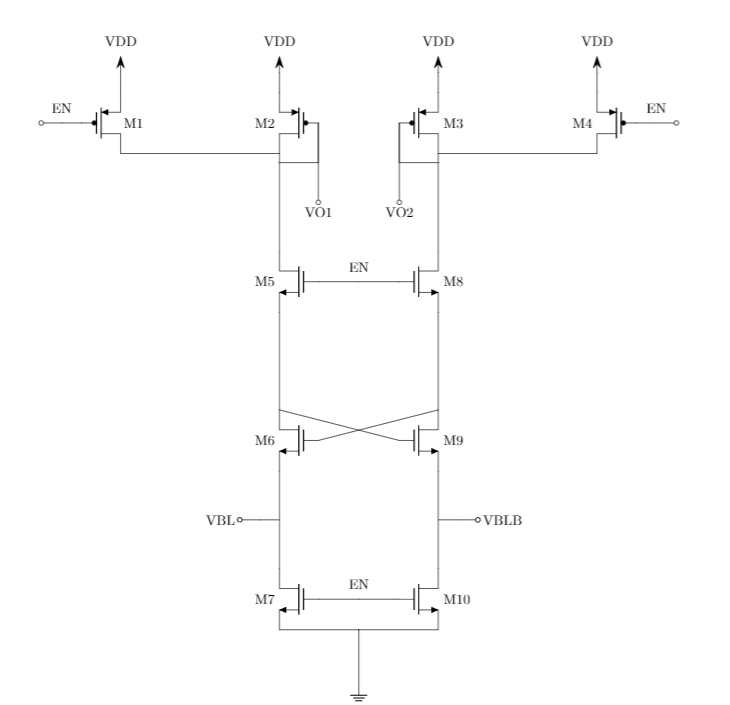 VDD VDD VDD VDD
EN M1 M2 M3 M4 EN
VO1 VO2
M5 EN M8
M6 M9
VBL VBLB
M7 EN M10